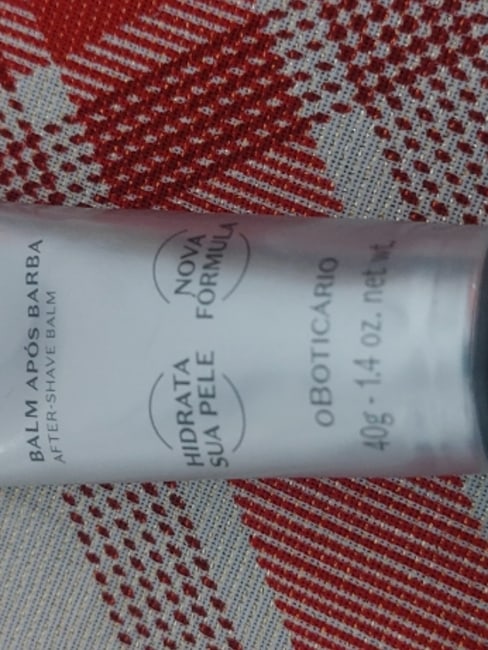 BALM APÓS BARBA
AFTER-SHAVE BALM
HIDRATA
SUA PELE
NOVA
FÓRMULA
oBOTICÁRIO
40g - 1.4 oz. net wt.